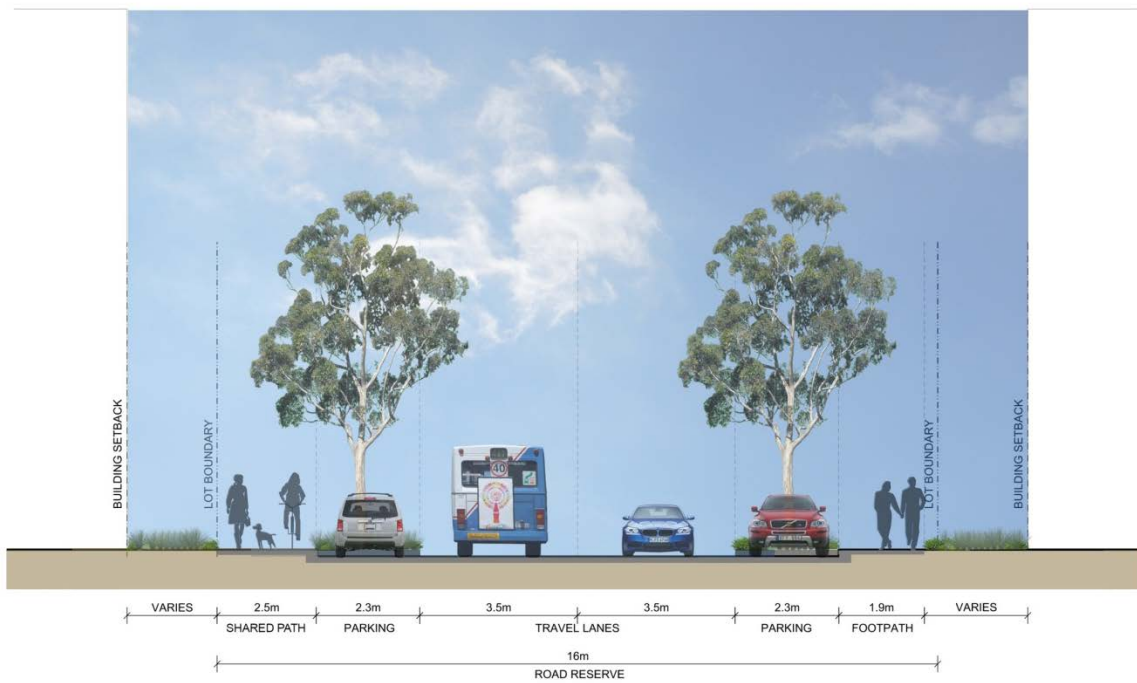 BUILDING SETBACK
LOT BOUNDARY
40
LOT BOUNDARY
BUILDING SETBACK
VARIES
2.5m
2.3m
3.5m
3.5m
2.3m
1.9m
VARIES
SHARED PATH
PARKING
TRAVEL LANES
PARKING
FOOTPATH
16m
ROAD RESERVE